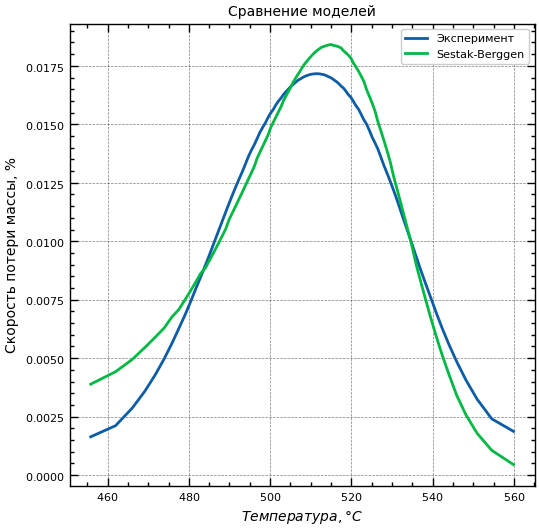 Сравнение моделей
Эксперимент
Sestak-Berggen
Скорость потери массы, %
0.0175
0.0150
0.0125
0.0100
0.0075
0.0050
0.0025
0.0000
460 480 500 520 540 560
Температура, °C